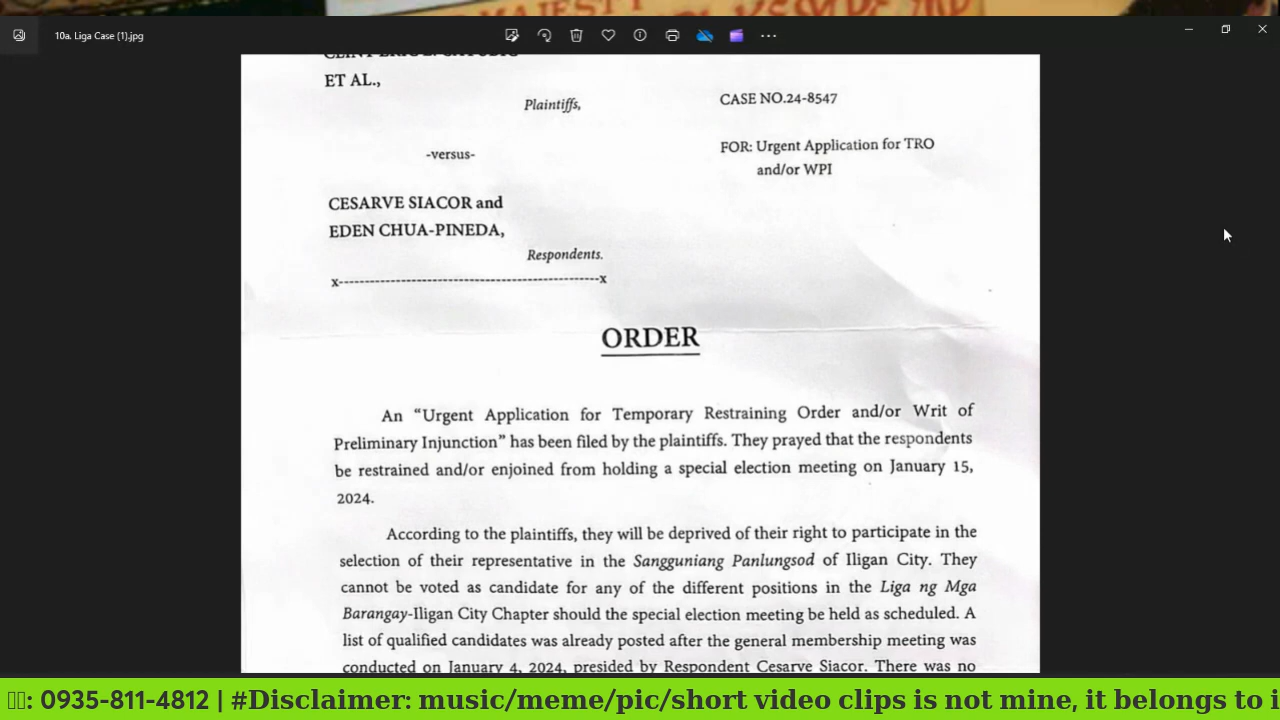 MAJESTY
10a. Liga Case (1).jpg
ET AL.,
Plaintiffs,
CASE NO.24-8547
-versus-
FOR: Urgent Application for TRO
and/or WPI
CESARVE SIACOR and
EDEN CHUA-PINEDA,
Respondents.
x--------------------------------------------------x
ORDER
An “Urgent Application for Temporary Restraining Order and/or Writ of
Preliminary Injunction” has been filed by the plaintiffs. They prayed that the respondents
be restrained and/or enjoined from holding a special election meeting on January 15,
2024.
According to the plaintiffs, they will be deprived of their right to participate in the
selection of their representative in the Sangguniang Panlungsod of Iligan City. They
cannot be voted as candidate for any of the different positions in the Liga ng Mga
Barangay-Iligan City Chapter should the special election meeting be held as scheduled. A
list of qualified candidates was already posted after the general membership meeting was
conducted on January 4, 2024, presided by Respondent Cesarve Siacor. There was no
: 0935-811-4812 | #Disclaimer: music/meme/pic/short video clips is not mine, it belongs to i